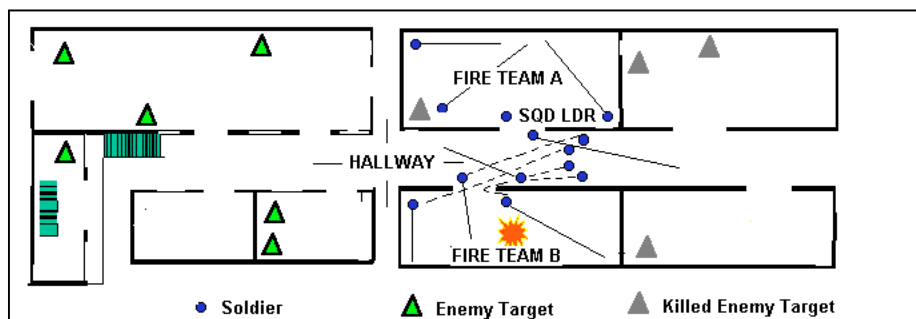 FIRE TEAM A
SQD LDR
HALLWAY
FIRE TEAM B
Soldier
Enemy Target
Killed Enemy Target